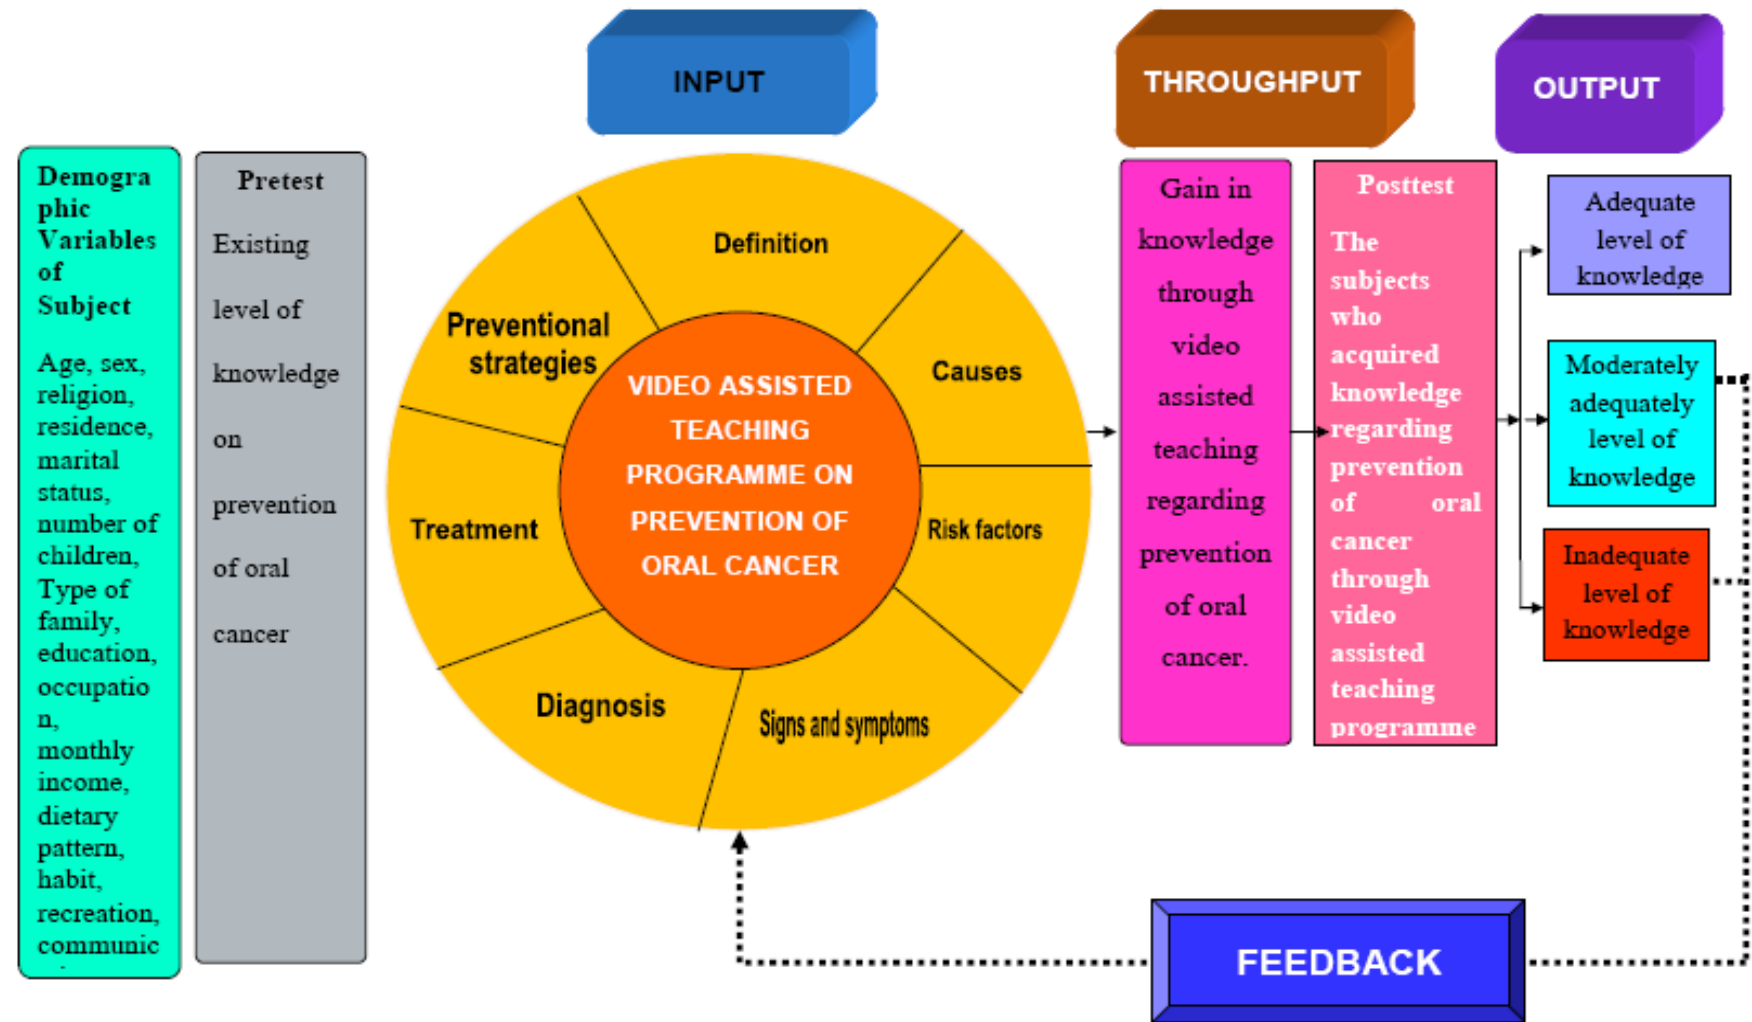 INPUT
THROUGHPUT
OUTPUT
Demogra
phic
Variables
of
Subject
Age, sex,
religion,
residence,
marital
status,
number of
children,
Type of
family,
education,
occupatio
n,
monthly
income,
dietary
pattern,
habit,
recreation,
communic
Pretest
Existing
level of
knowledge
on
prevention
of oral
cancer
Definition
Causes
Risk factors
Signs and symptoms
Diagnosis
Treatment
Preventional
strategies
VIDEO ASSISTED
TEACHING
PROGRAMME ON
PREVENTION OF
ORAL CANCER
Gain in
knowledge
through
video
assisted
teaching
regarding
prevention
of oral
cancer.
Posttest
The
subjects
who
acquired
knowledge
regarding
prevention
of oral
cancer
through
video
assisted
teaching
programme
Adequate
level of
knowledge
Moderately
adequately
level of
knowledge
Inadequate
level of
knowledge
FEEDBACK